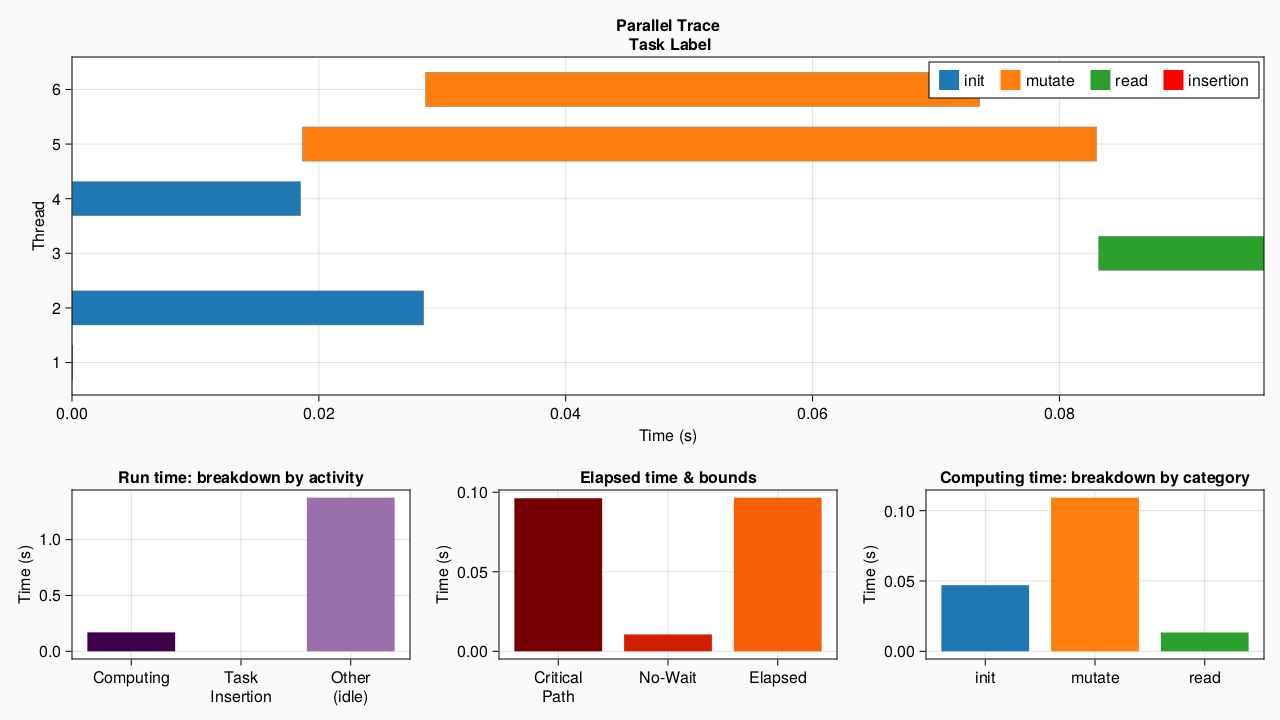 Parallel Trace
Task Label
init mutate read insertion
6
5
4
3
2
1
Thread
0.00 0.02 0.04 0.06 0.08
Time (s)
Run time: breakdown by activity
1.0
0.5
0.0
Time (s)
Computing Task Insertion Other (idle)
Elapsed time & bounds
0.10
0.05
0.00
Time (s)
Critical Path No-Wait Elapsed
Computing time: breakdown by category
0.10
0.05
0.00
Time (s)
init mutate read